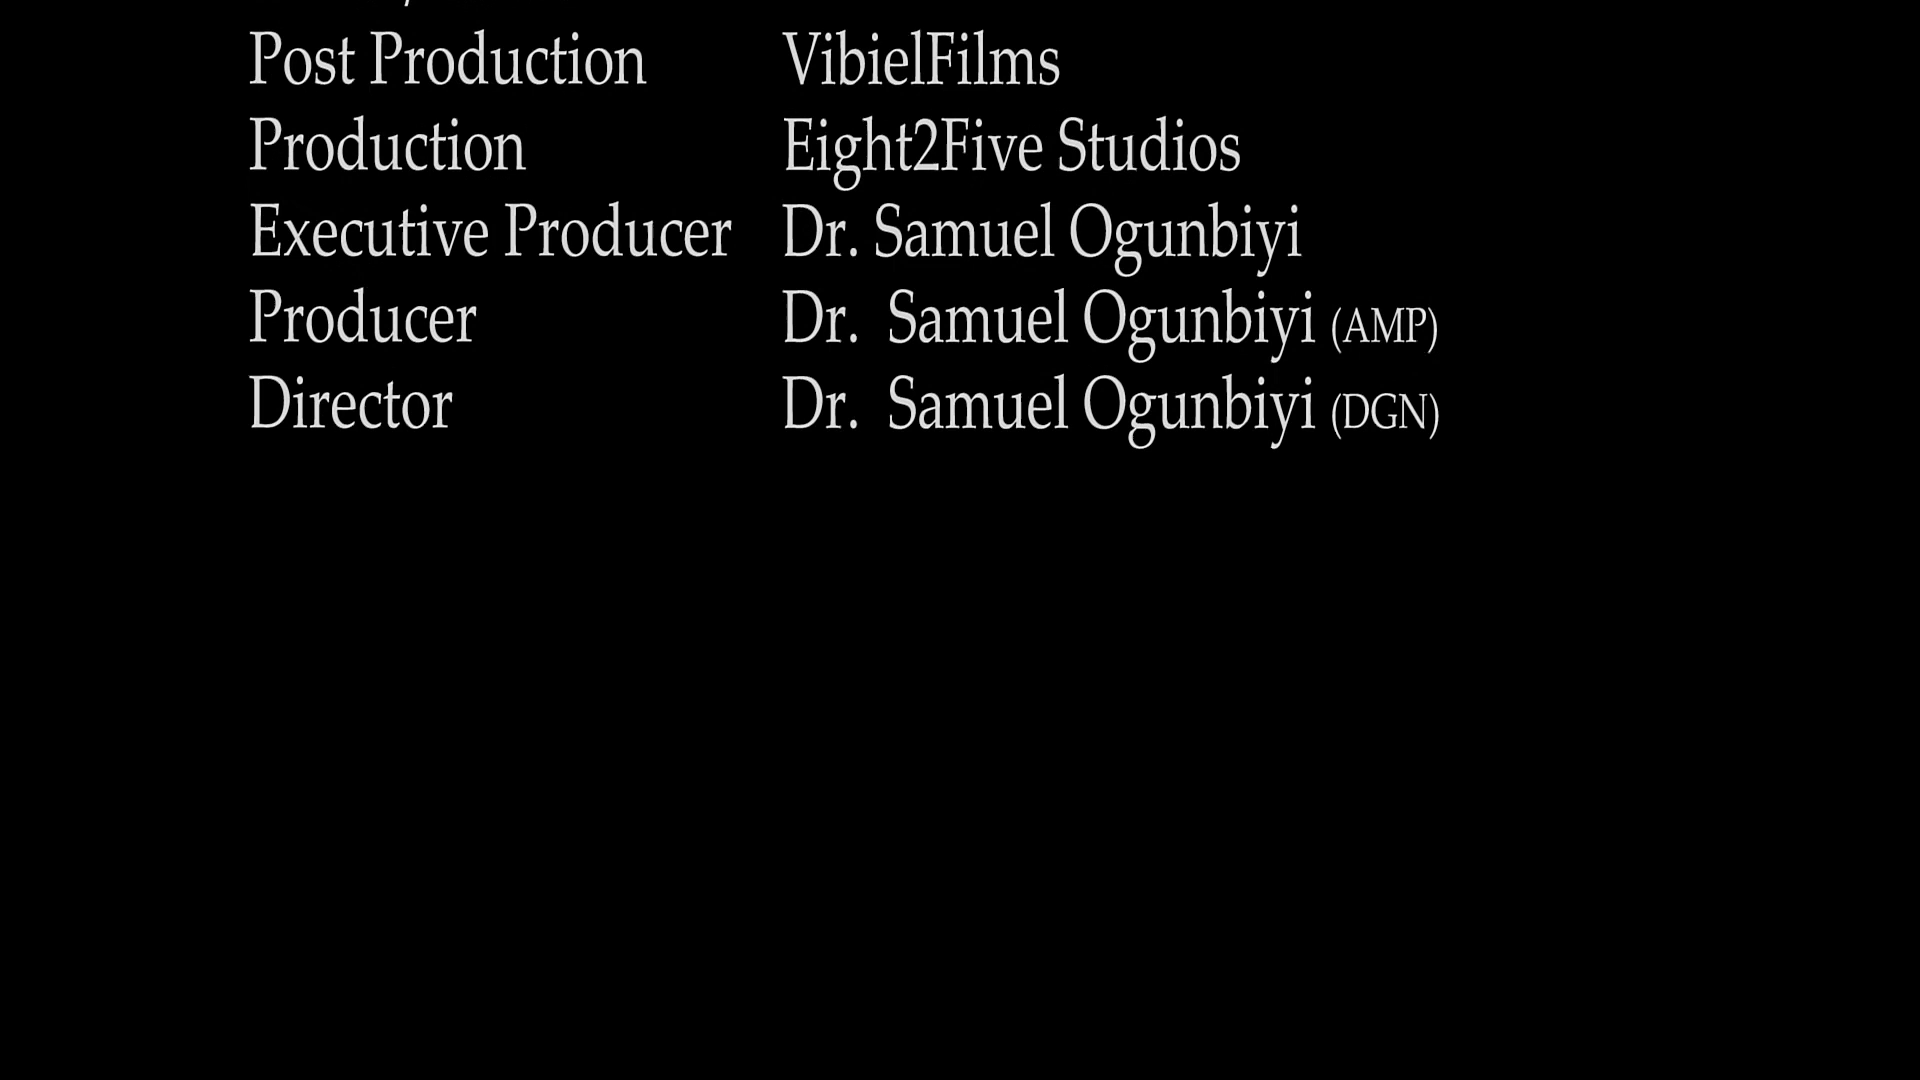 Post Production VibielFilms
Production Eight2Five Studios
Executive Producer Dr. Samuel Ogunbiyi
Producer Dr. Samuel Ogunbiyi (AMP)
Director Dr. Samuel Ogunbiyi (DGN)